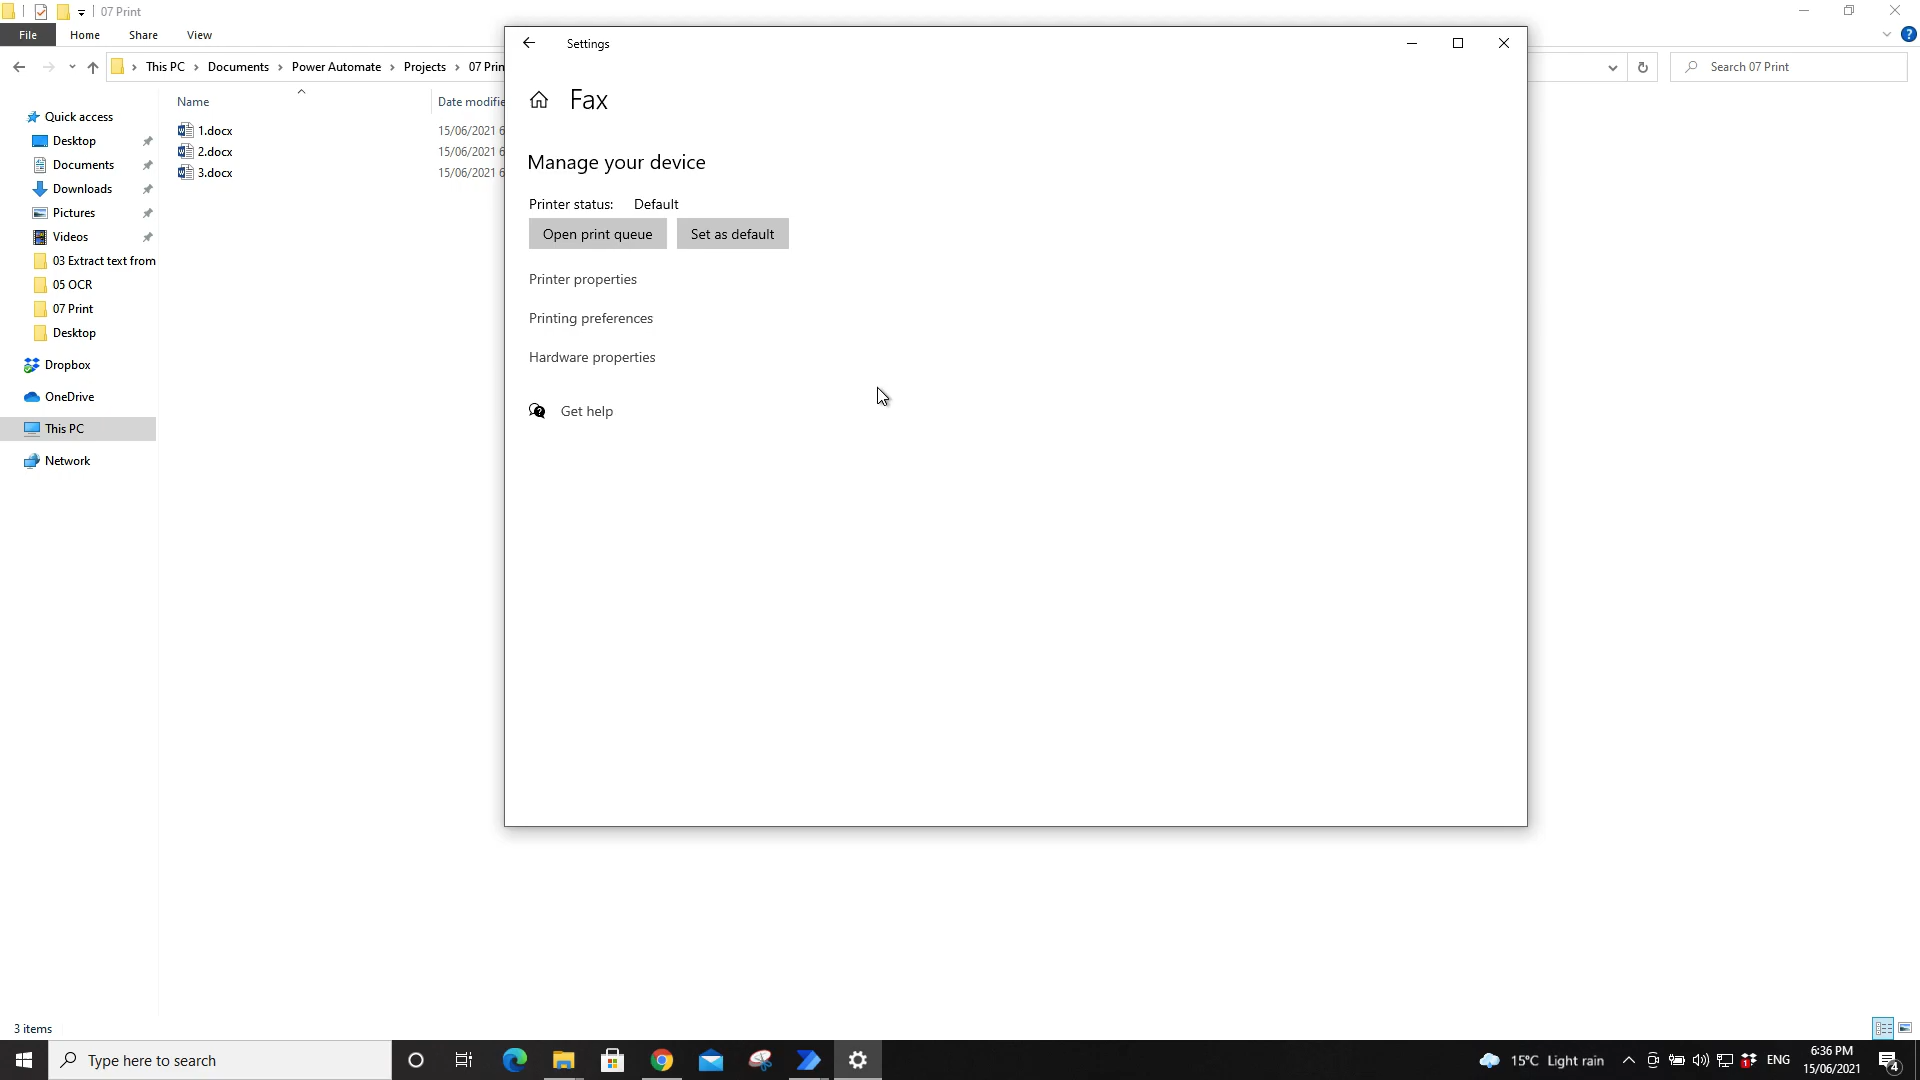 07 Print
File
Home
Share
View
This PC
Documents
Power Automate
Projects
07 Prin
Search 07 Print
Name
Date modifie
Quick access
Desktop
Documents
Downloads
Pictures
Videos
03 Extract text from
05 OCR
07 Print
Desktop
Dropbox
OneDrive
This PC
Network
1.docx
15/06/2021 6
2.docx
15/06/2021 6
3.docx
15/06/2021 6
Settings
Fax
Manage your device
Printer status: Default
Open print queue
Set as default
Printer properties
Printing preferences
Hardware properties
Get help
3 items
Type here to search
15°C Light rain
1
ENG
6:36 PM
15/06/2021
4